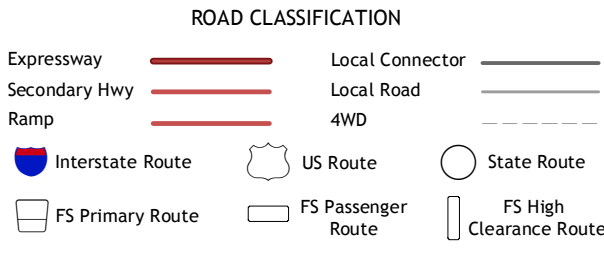 ROAD CLASSIFICATION
Expressway
Local Connector
Secondary Hwy
Local Road
Ramp
4WD
Interstate Route
US Route
State Route
FS Primary Route
FS Passenger
Route
FS High
Clearance Route